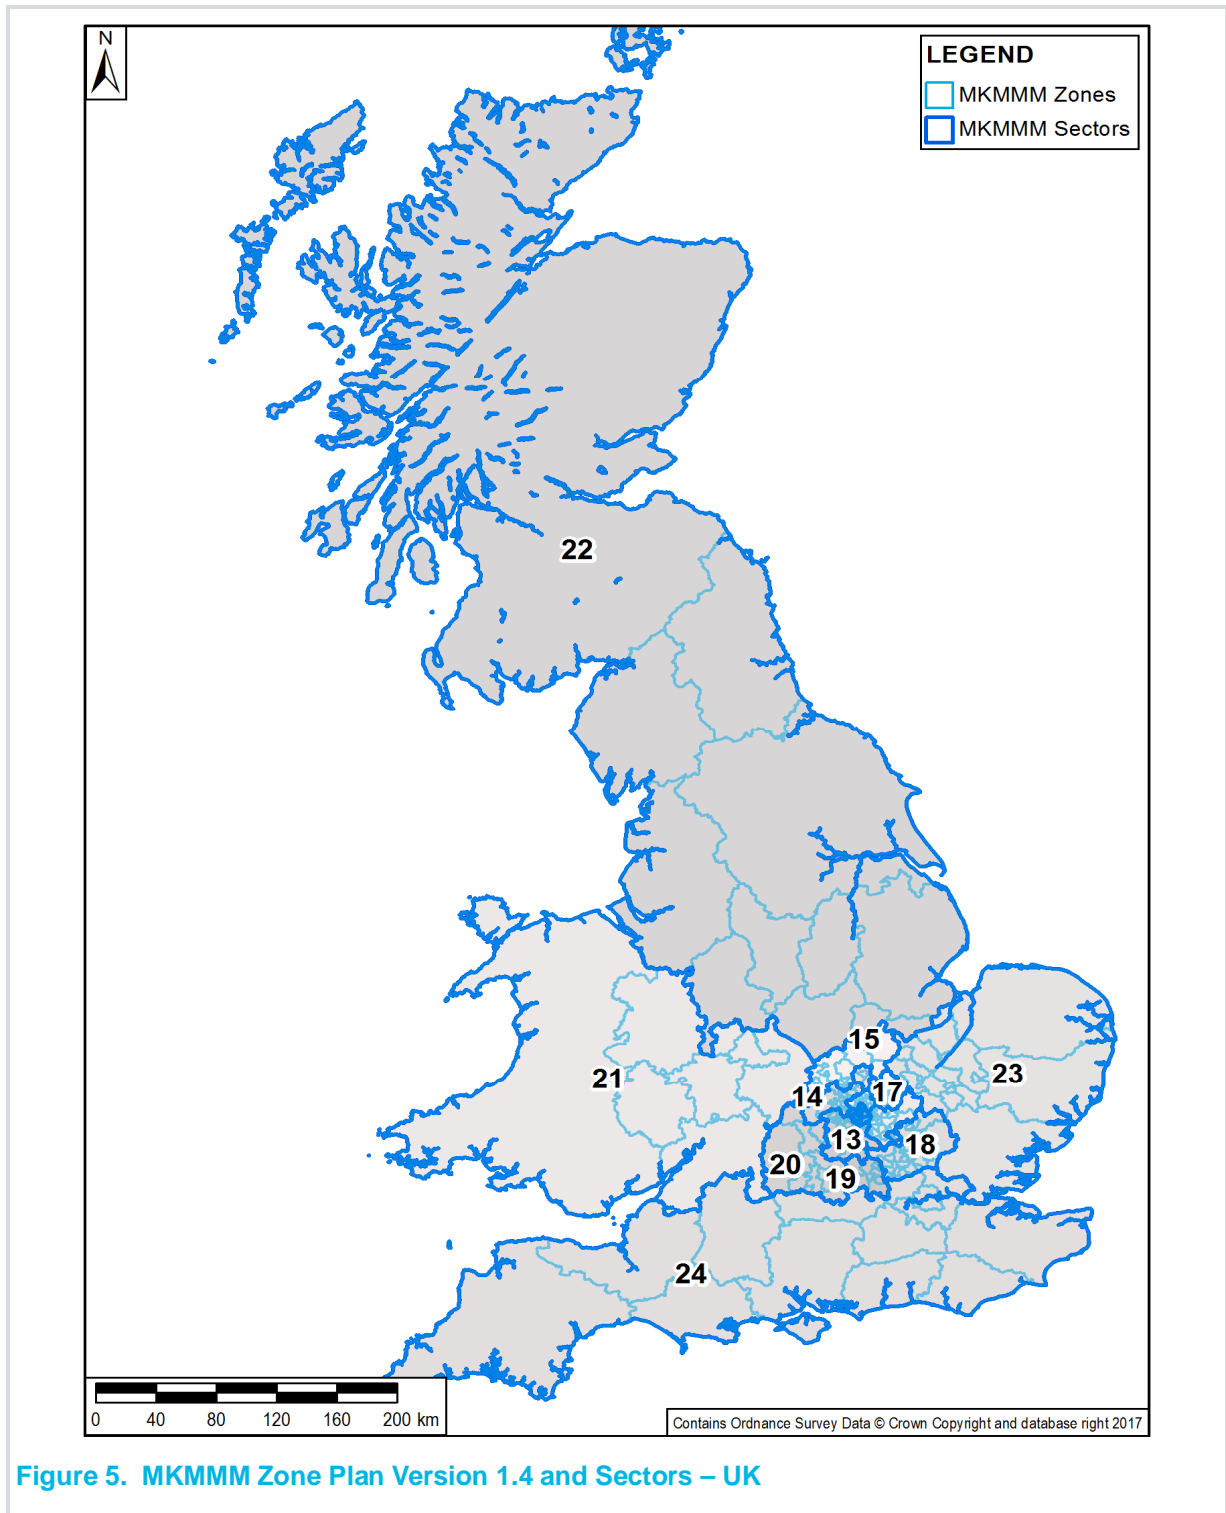 N
LEGEND
MKMMM Zones
MKMMM Sectors
22
15
21
23
14
17
13
18
20
19
24
0 40 80 120 160 200 km
Contains Ordnance Survey Data © Crown Copyright and database right 2017
Figure 5. MKMMM Zone Plan Version 1.4 and Sectors – UK